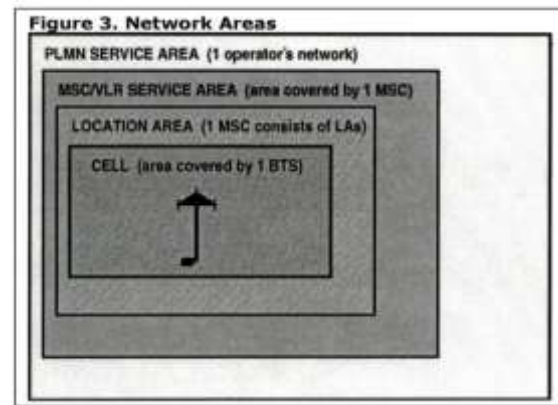 Figure 3. Network Areas
PLMN SERVICE AREA (1 operator's network)
MSC/VLR SERVICE AREA (area covered by 1 MSC)
LOCATION AREA (1 MSC consists of LAs)
CELL (area covered by 1 BTS)